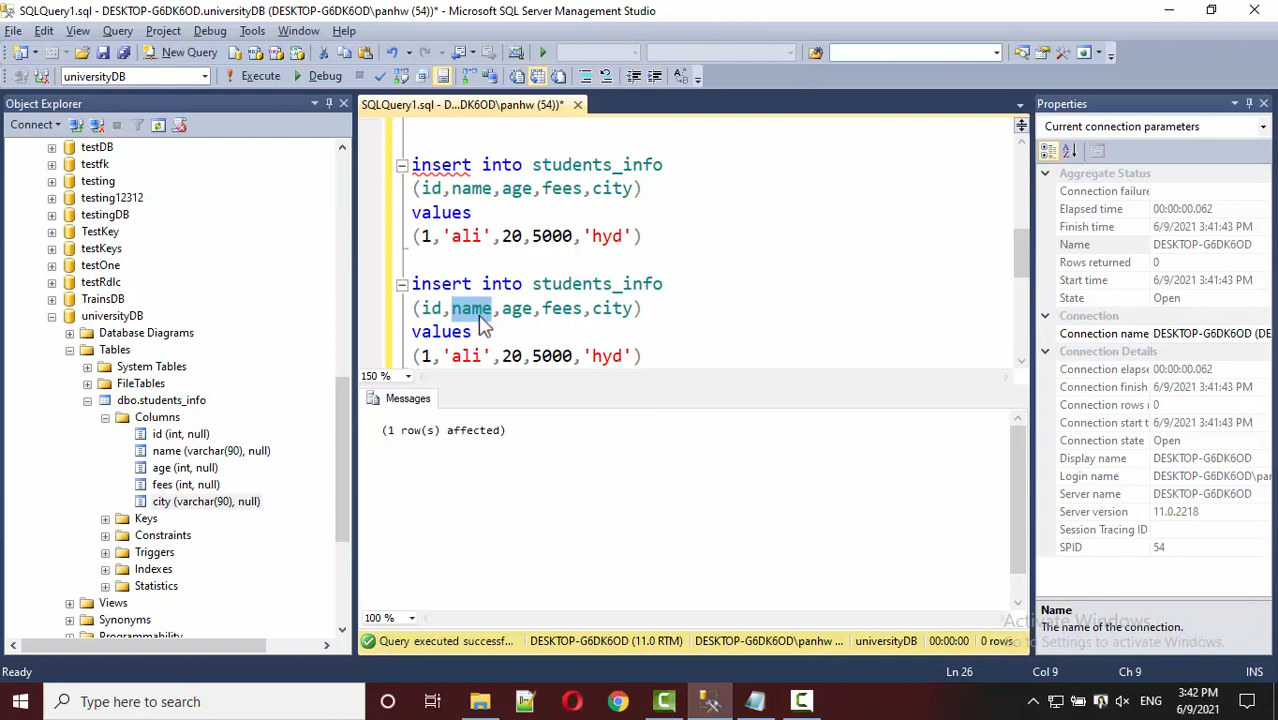 SQLQuery1.sql - DESKTOP-G6DK6OD.universityDB (DESKTOP-G6DK6OD\panhw (54))* - Microsoft SQL Server Management Studio
File Edit View Query Project Debug Tools Window Help
New Query
universityDB Execute Debug
Object Explorer
Connect
testDB
testfk
testing
testing12312
testingDB
TestKey
testKeys
testOne
testRdlc
TrainsDB
universityDB
Database Diagrams
Tables
System Tables
FileTables
dbo.students_info
Columns
id (int, null)
name (varchar(90), null)
age (int, null)
fees (int, null)
city (varchar(90), null)
Keys
Constraints
Triggers
Indexes
Statistics
Views
Synonyms
Programmability
SQLQuery1.sql - D...DK6OD\panhw (54))*
insert into students_info
(id,name,age,fees,city)
values
(1,'ali',20,5000,'hyd')
insert into students_info
(id,name,age,fees,city)
values
(1,'ali',20,5000,'hyd')
150 %
Messages
(1 row(s) affected)
100 %
Query executed successf... DESKTOP-G6DK6OD (11.0 RTM) DESKTOP-G6DK6OD\panhw ... universityDB 00:00:00 0 rows
Properties
Current connection parameters
Aggregate Status
Connection failure
Elapsed time 00:00:00.062
Finish time 6/9/2021 3:41:43 PM
Name DESKTOP-G6DK6OD
Rows returned 0
Start time 6/9/2021 3:41:43 PM
State Open
Connection
Connection name DESKTOP-G6DK6OD (DE
Connection Details
Connection elapse 00:00:00.062
Connection finish 6/9/2021 3:41:43 PM
Connection rows r 0
Connection start t 6/9/2021 3:41:43 PM
Connection state Open
Display name DESKTOP-G6DK6OD
Login name DESKTOP-G6DK6OD\pa
Server name DESKTOP-G6DK6OD
Server version 11.0.2218
Session Tracing ID
SPID 54
Name
The name of the connection.
Activate Windows
Go to Settings to activate Windows.
Ready Ln 26 Col 9 Ch 9 INS
Type here to search
ENG
3:42 PM
6/9/2021